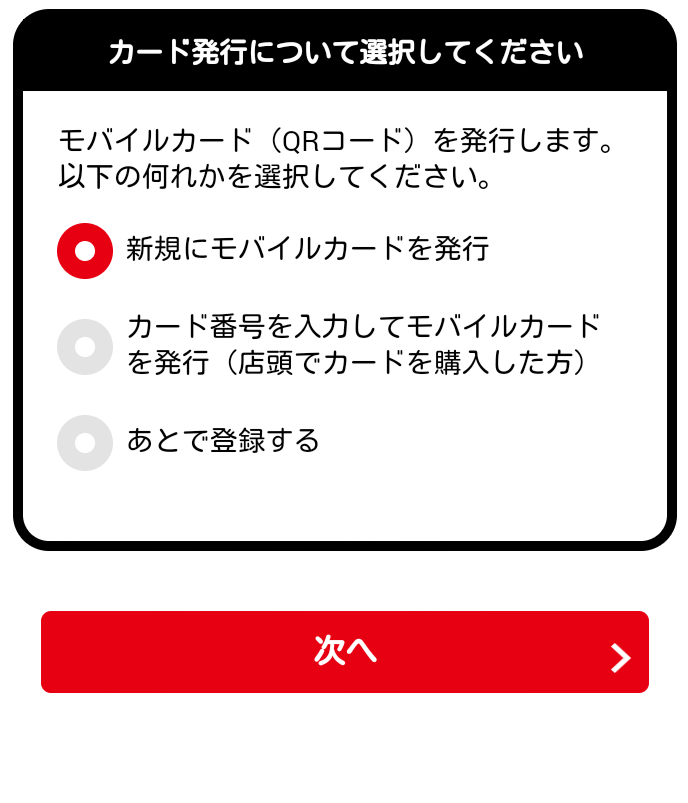 カード発行について選択してください
モバイルカード（QRコード）を発行します。
以下の何れかを選択してください。
新規にモバイルカードを発行
カード番号を入力してモバイルカード
を発行（店頭でカードを購入した方）
あとで登録する
次へ